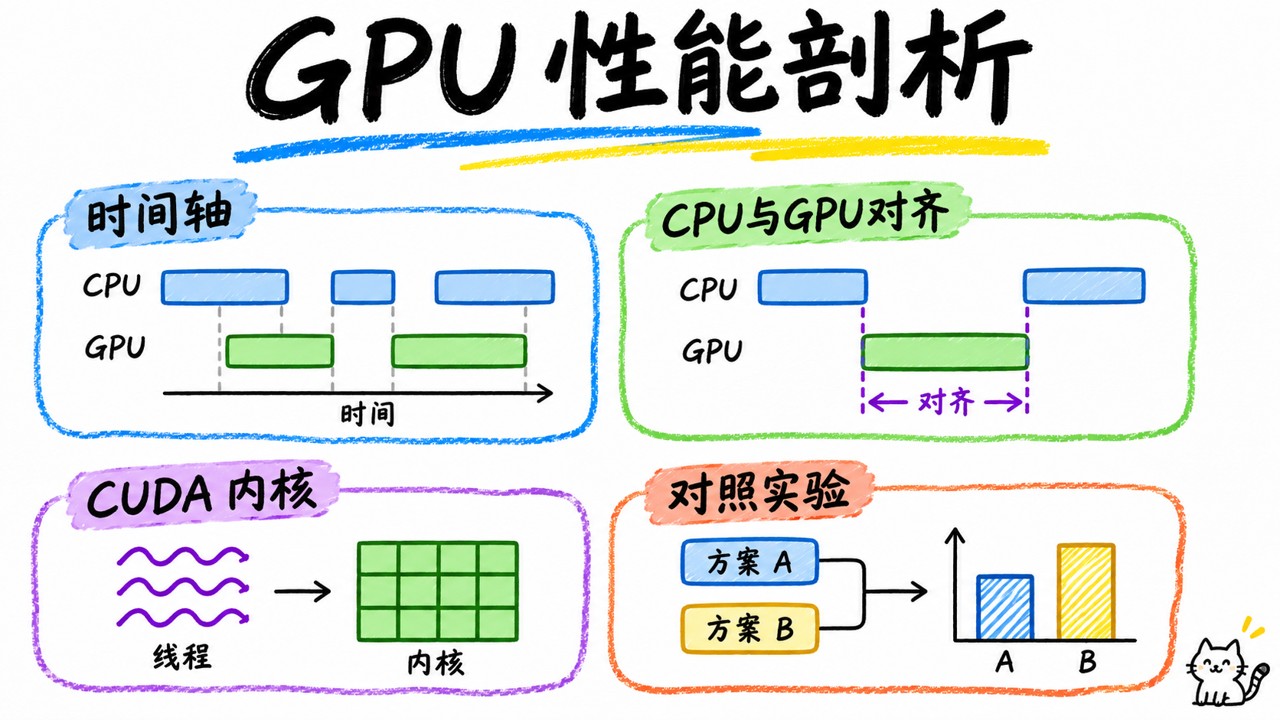 GPU 性能剖析
时间轴
CPU
GPU
时间
CPU与GPU对齐
CPU
GPU
对齐
CUDA 内核
线程
内核
对照实验
方案 A
方案 B
A
B